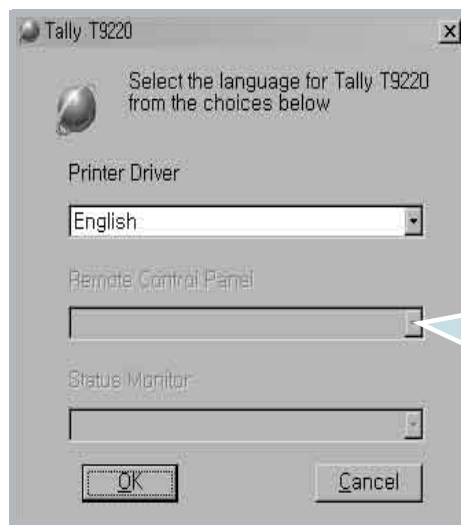 Tally T9220
Select the language for Tally T9220
from the choices below
Printer Driver
English
Remote Control Panel
Status Monitor
OK
Cancel